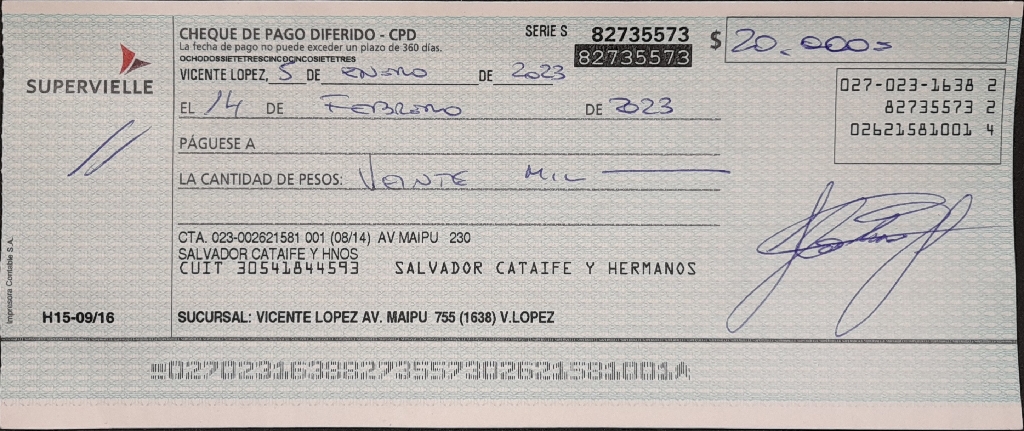 SUPERVIELLE
CHEQUE DE PAGO DIFERIDO - CPD
La fecha de pago no puede exceder un plazo de 360 días.
OCHODOSSIETETRESCINCOCINCOSIETETRES
SERIE S 82735573
82735573
$ 20.000=
VICENTE LOPEZ, 5 DE ENERO DE 2023
EL 14 DE FEBRERO DE 2023
027-023-1638 2
82735573 2
02621581001 4
PÁGUESE A
LA CANTIDAD DE PESOS: VEINTE MIL
CTA. 023-002621581 001 (08/14) AV MAIPU 230
SALVADOR CATAIFE Y HNOS
CUIT 30541844593 SALVADOR CATAIFE Y HERMANOS
Impresora Contable S.A.
H15-09/16
SUCURSAL: VICENTE LOPEZ AV. MAIPU 755 (1638) V.LOPEZ
02702316388273557302621581001